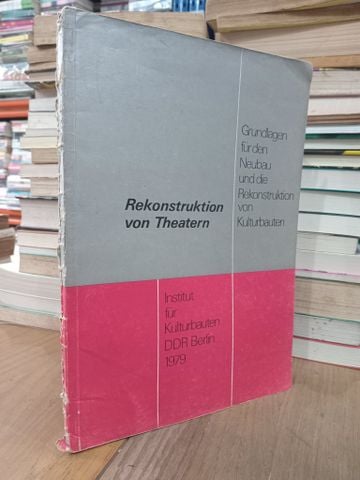 Grundlagen
für den
Neubau
und die
Rekonstruktion
von
Kulturbauten
Rekonstruktion
von Theatern
Institut
für
Kulturbauten
DDR Berlin
1979